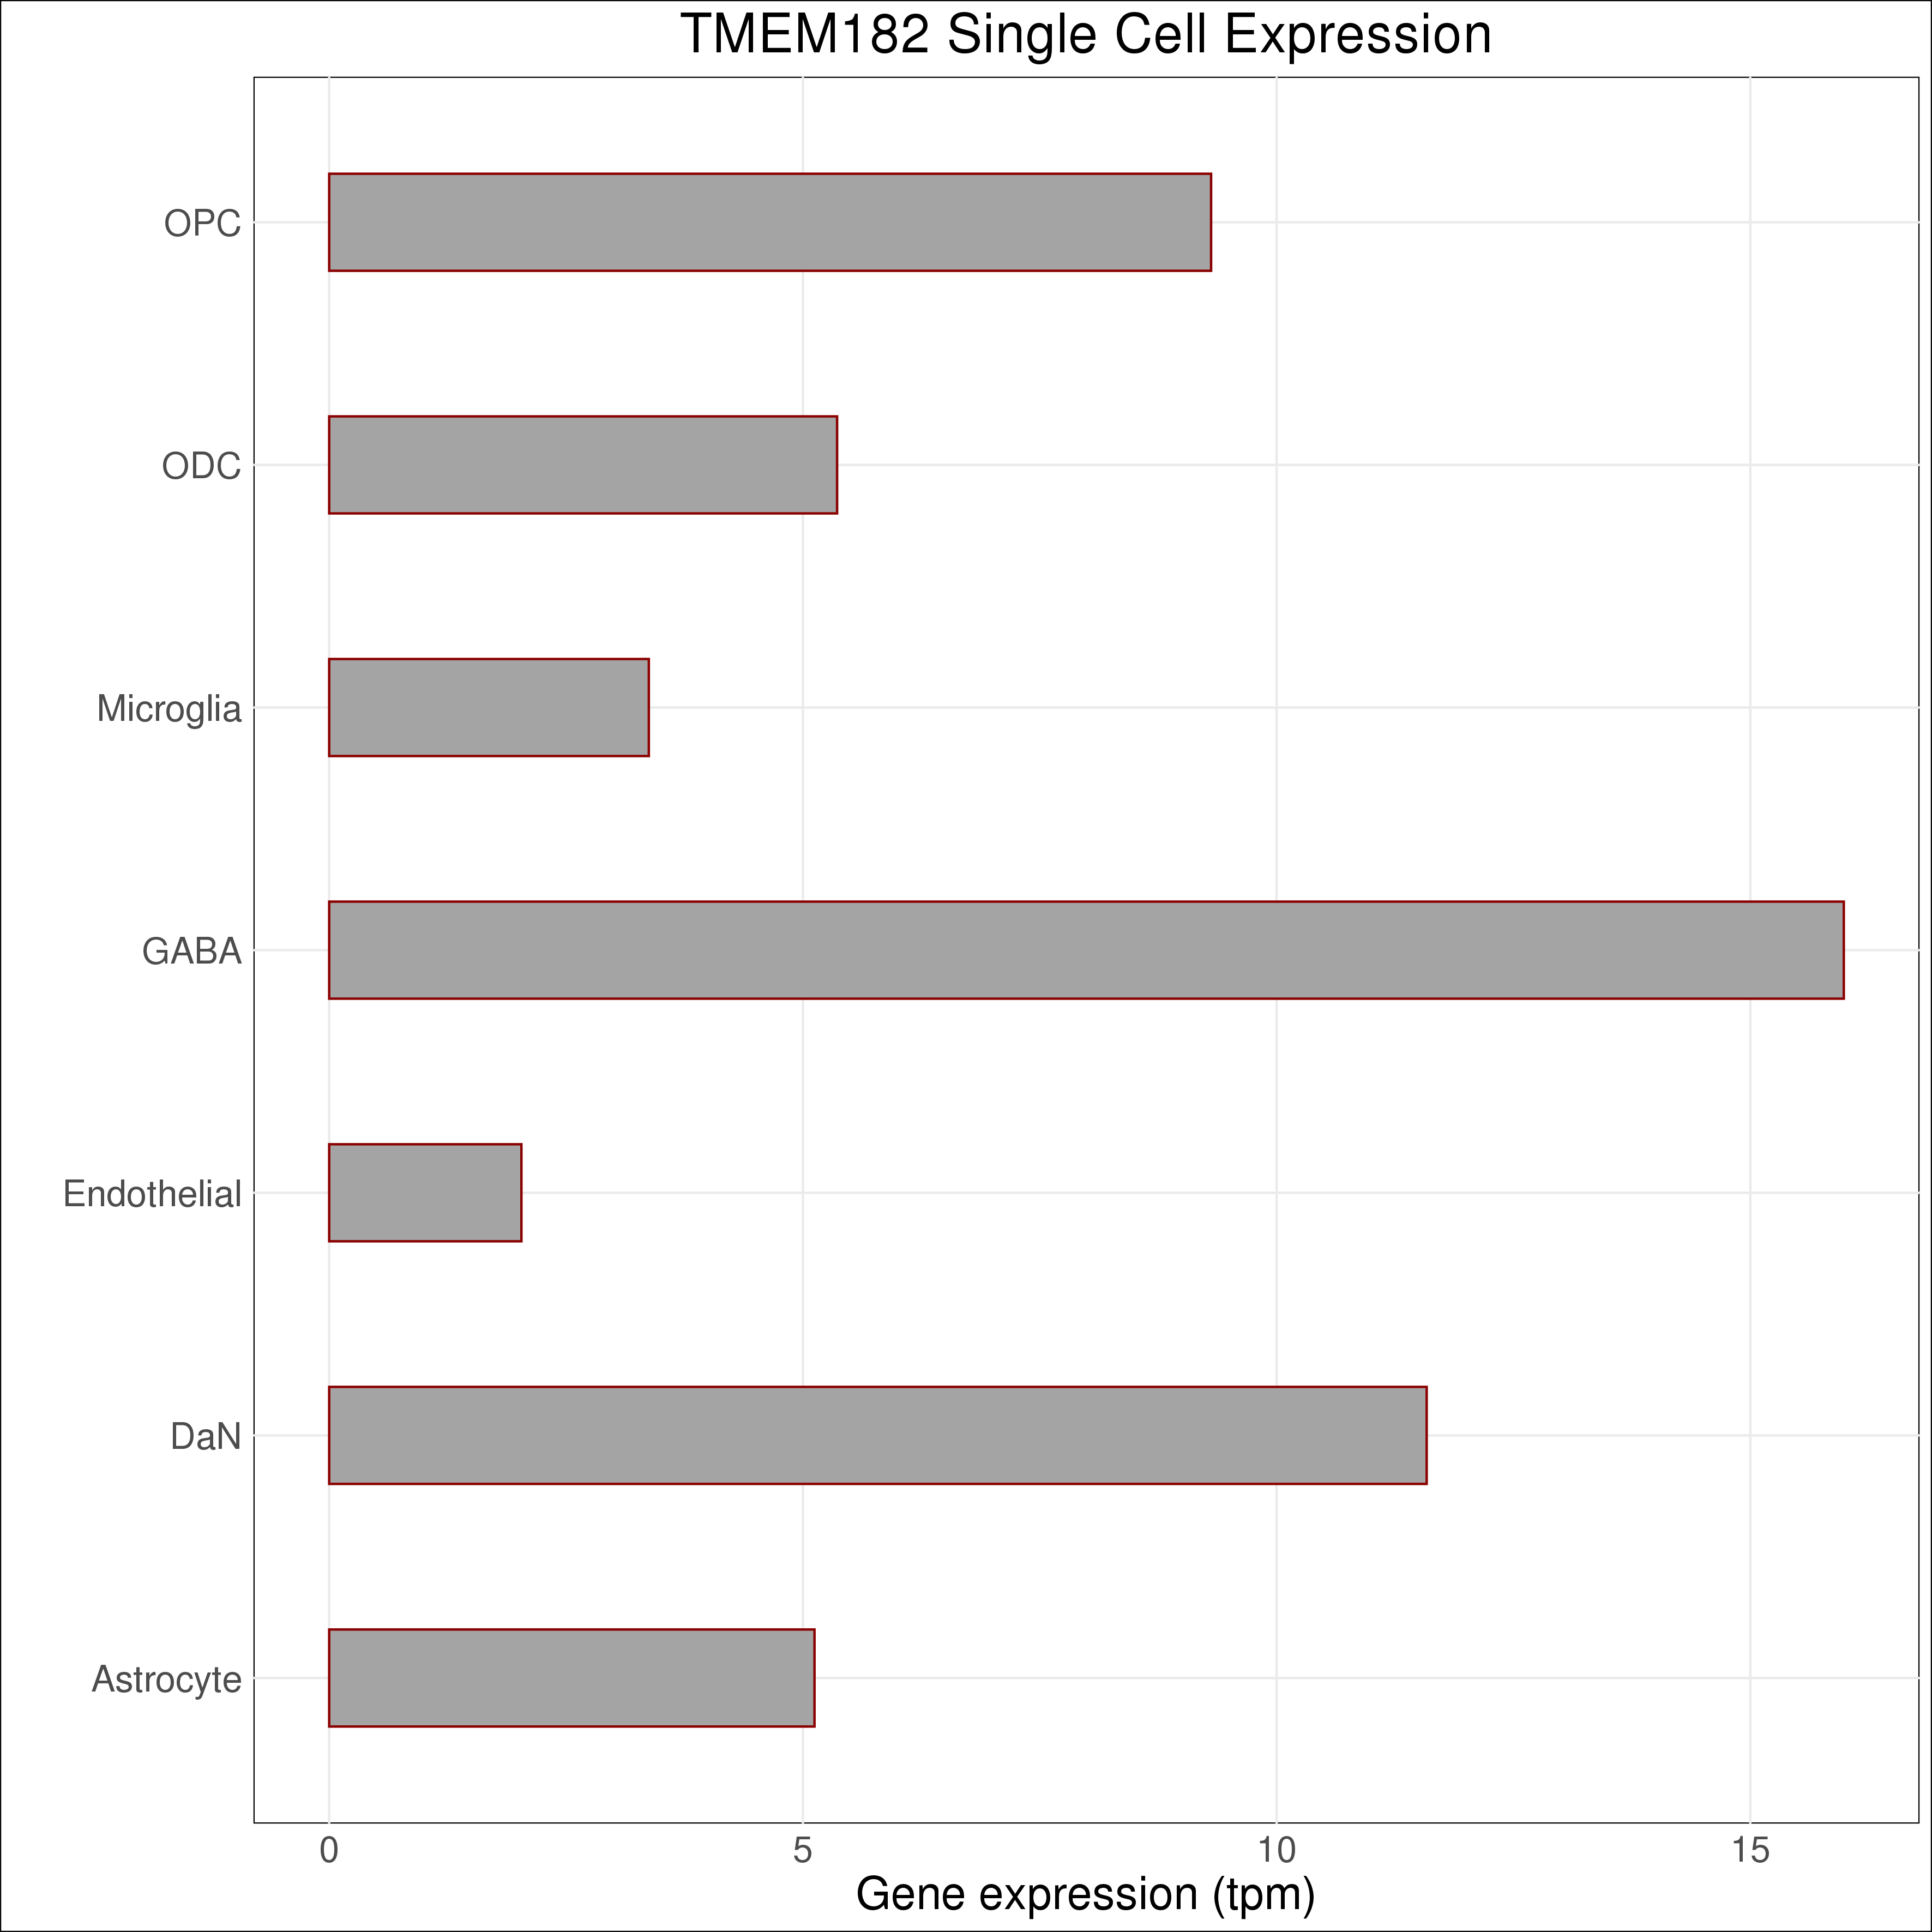 TMEM182 Single Cell Expression
OPC
ODC
Microglia
GABA
Endothelial
DaN
Astrocyte
0 5 10 15
Gene expression (tpm)